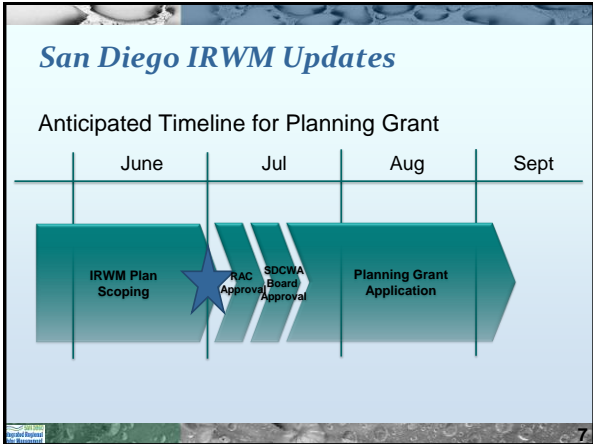 San Diego IRWM Updates
Anticipated Timeline for Planning Grant
June
Jul
Aug
Sept
IRWM Plan
Scoping
RAC
Approval
SDCWA
Board
Approval
Planning Grant
Application
7